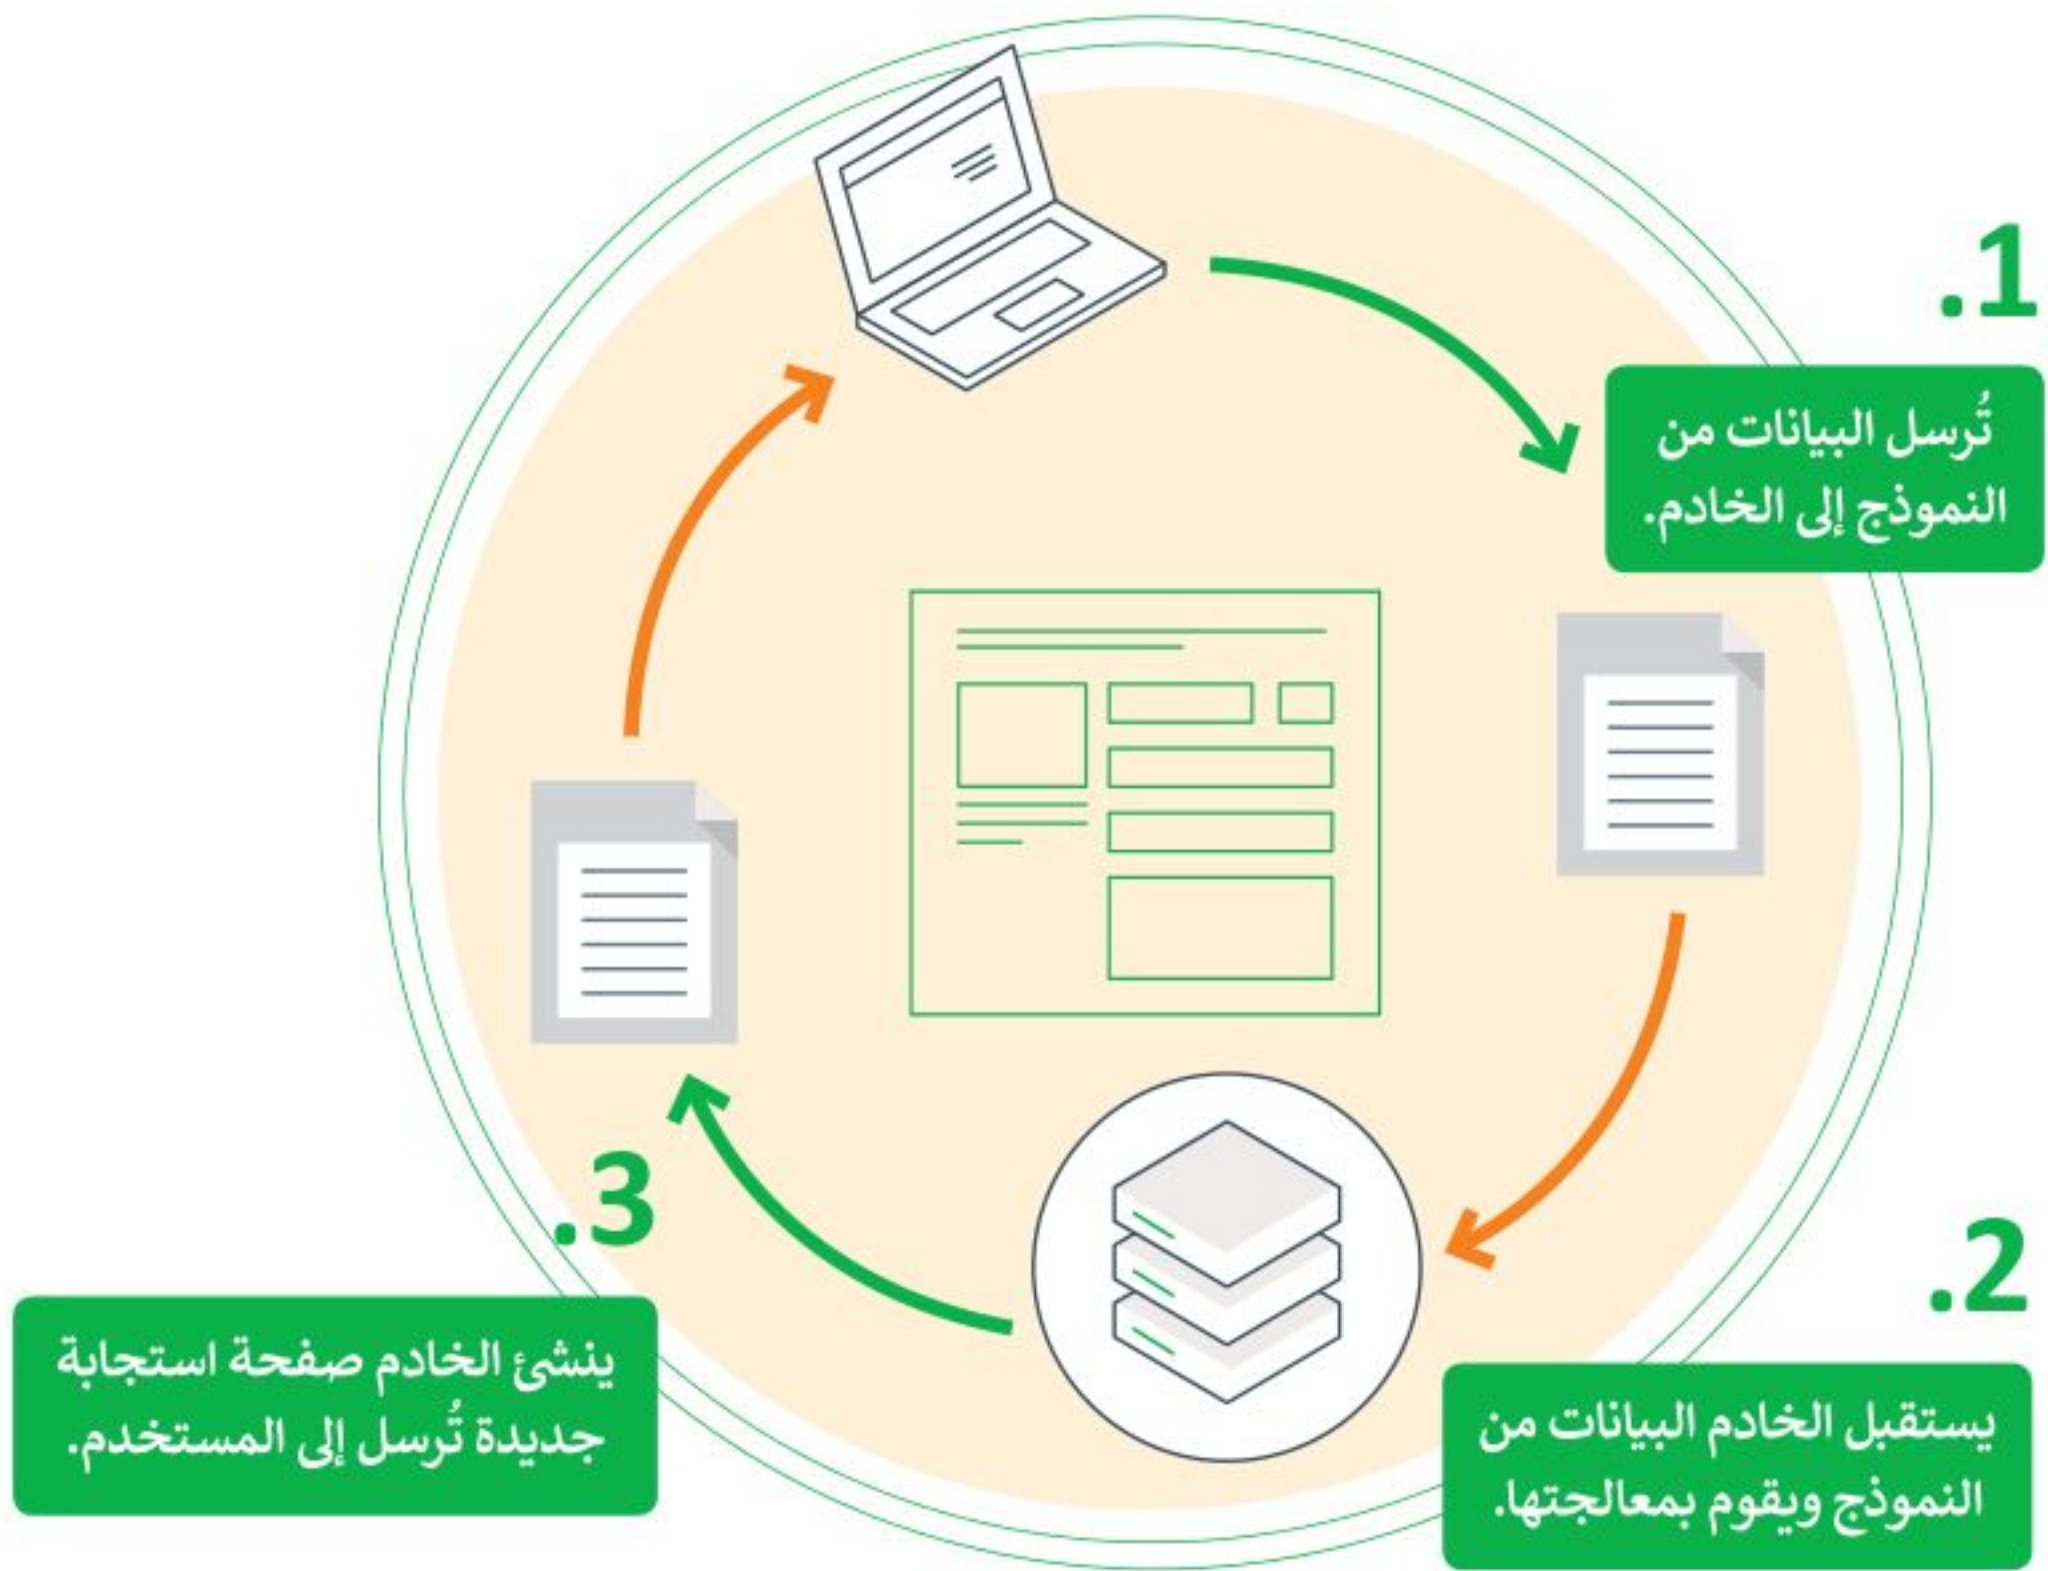 1.
تُرسل البيانات من
النموذج إلى الخادم.
2.
يستقبل الخادم البيانات من
النموذج ويقوم بمعالجتها.
3.
ينشئ الخادم صفحة استجابة
جديدة تُرسل إلى المستخدم.